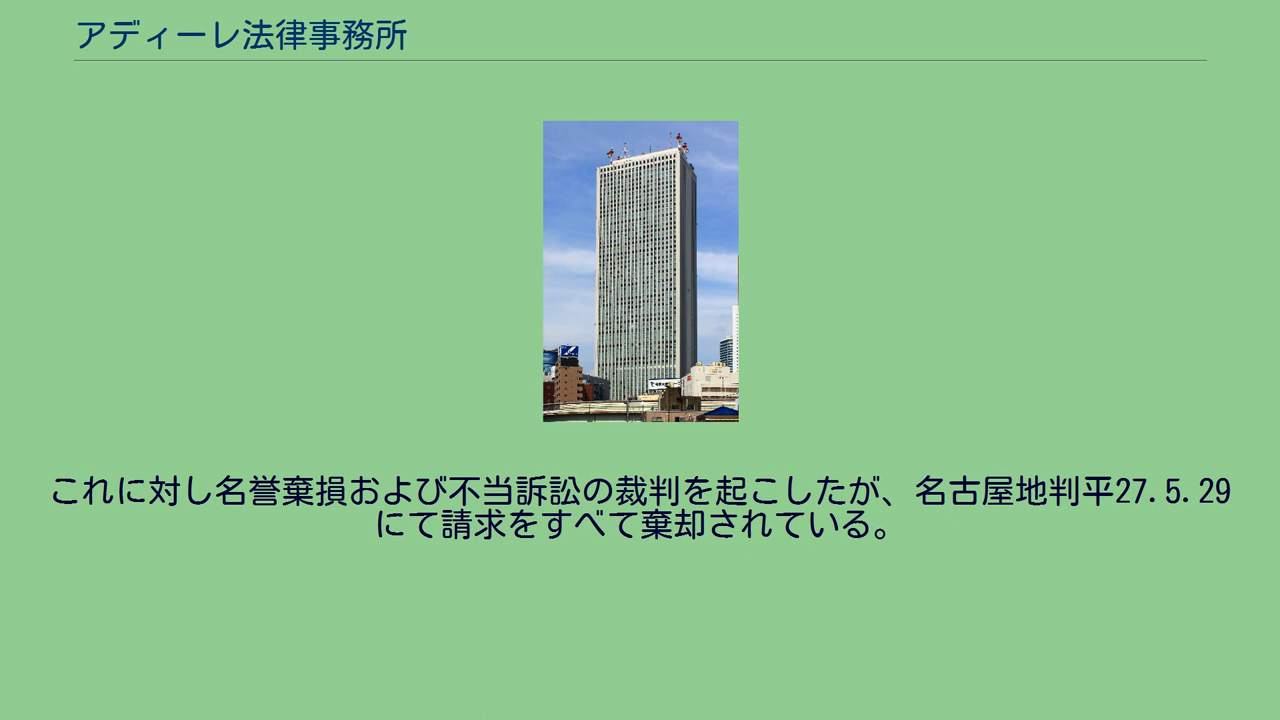 アディーレ法律事務所
これに対し名誉棄損および不当訴訟の裁判を起こしたが、名古屋地判平27.5.29
にて請求をすべて棄却されている。